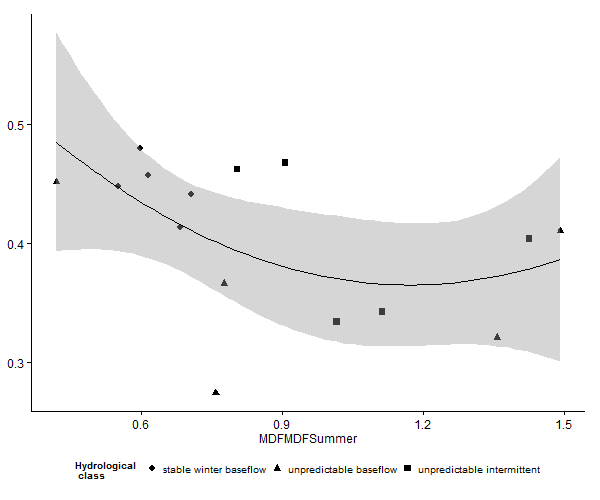 0.5
0.4
0.3
0.6 0.9 1.2 1.5
MDFMDFSummer
Hydrological class stable winter baseflow unpredictable baseflow unpredictable intermittent